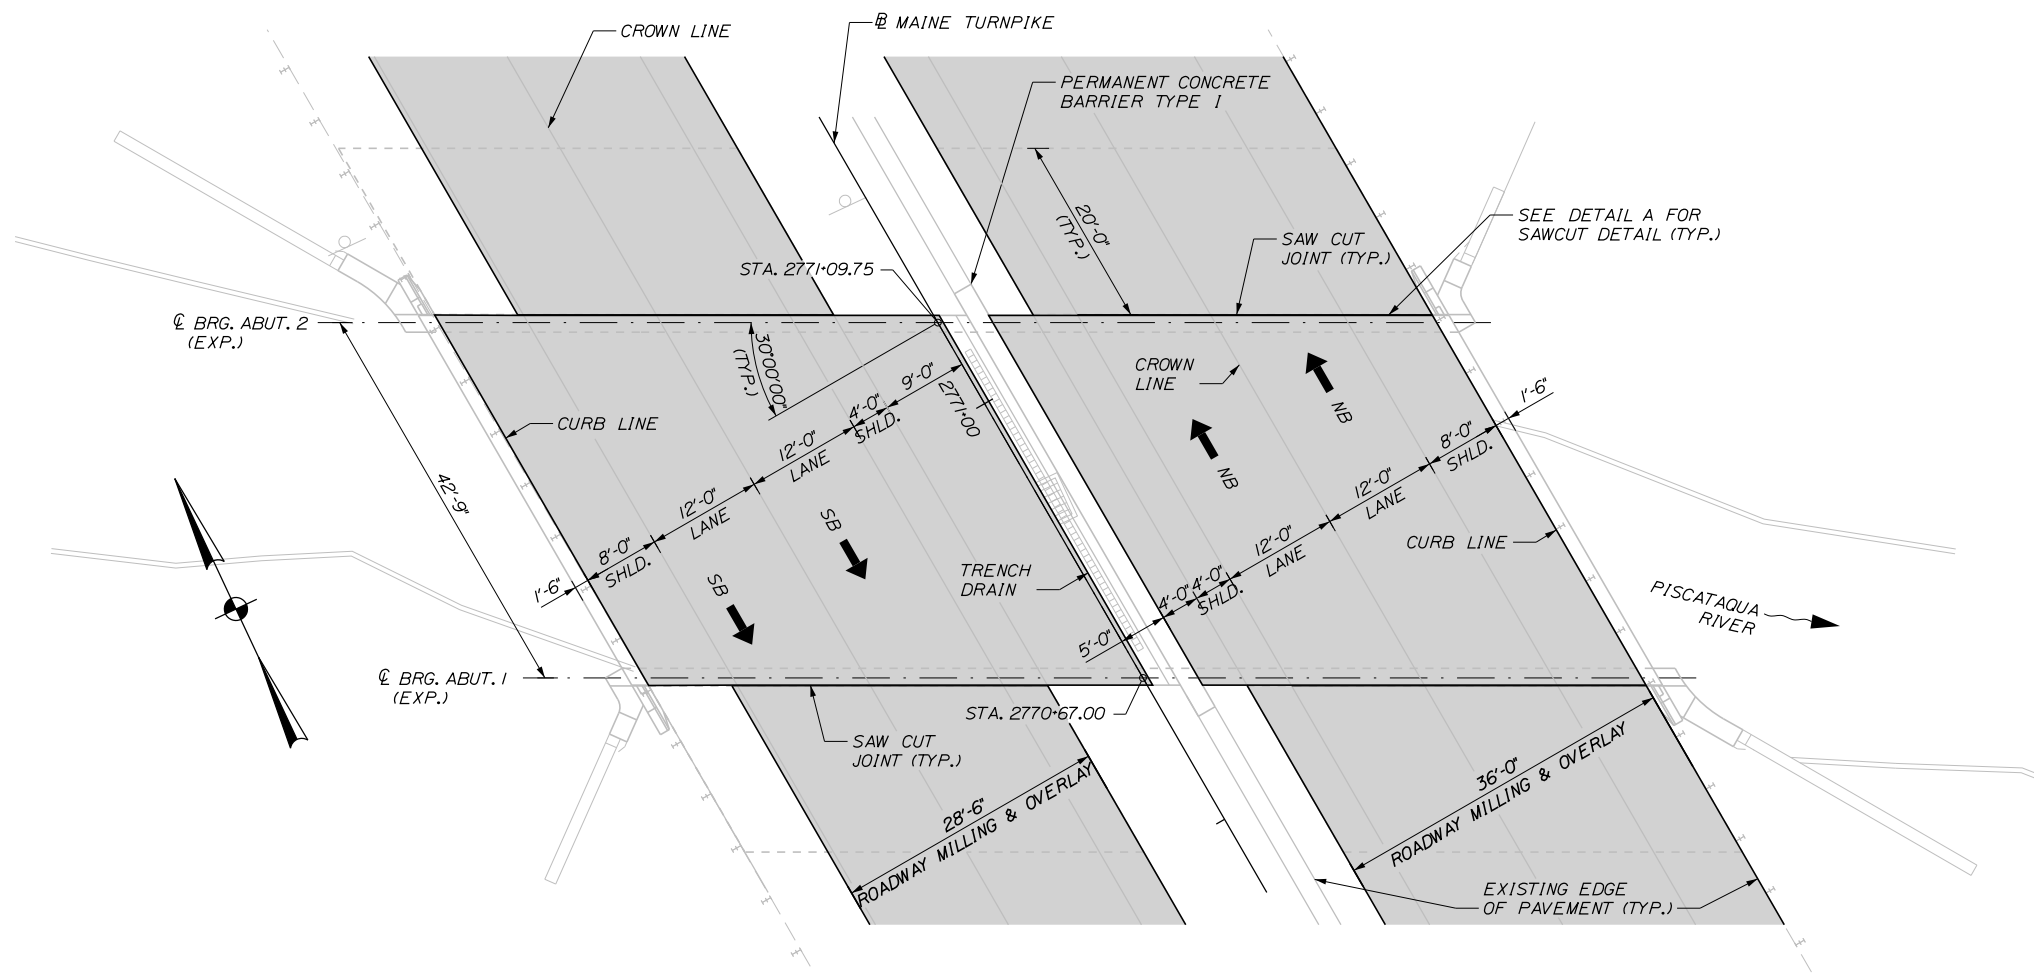 CROWN LINE
℄ MAINE TURNPIKE
PERMANENT CONCRETE
BARRIER TYPE I
20'-0"
(TYP.)
SEE DETAIL A FOR
SAWCUT DETAIL (TYP.)
SAW CUT
JOINT (TYP.)
STA. 2771+09.75
℄ BRG. ABUT. 2
(EXP.)
30°00'00"
(TYP.)
CROWN
LINE
NB
NB
1'-6"
8'-0"
SHLD.
12'-0"
LANE
12'-0"
LANE
4'-0"
SHLD.
4'-0"
5'-0"
9'-0"
4'-0"
SHLD.
2771+00
12'-0"
LANE
12'-0"
LANE
8'-0"
SHLD.
1'-6"
CURB LINE
42'-9"
SB
SB
TRENCH
DRAIN
CURB LINE
PISCATAQUA
RIVER
℄ BRG. ABUT. 1
(EXP.)
STA. 2770+67.00
SAW CUT
JOINT (TYP.)
28'-6"
ROADWAY MILLING & OVERLAY
36'-0"
ROADWAY MILLING & OVERLAY
EXISTING EDGE
OF PAVEMENT (TYP.)